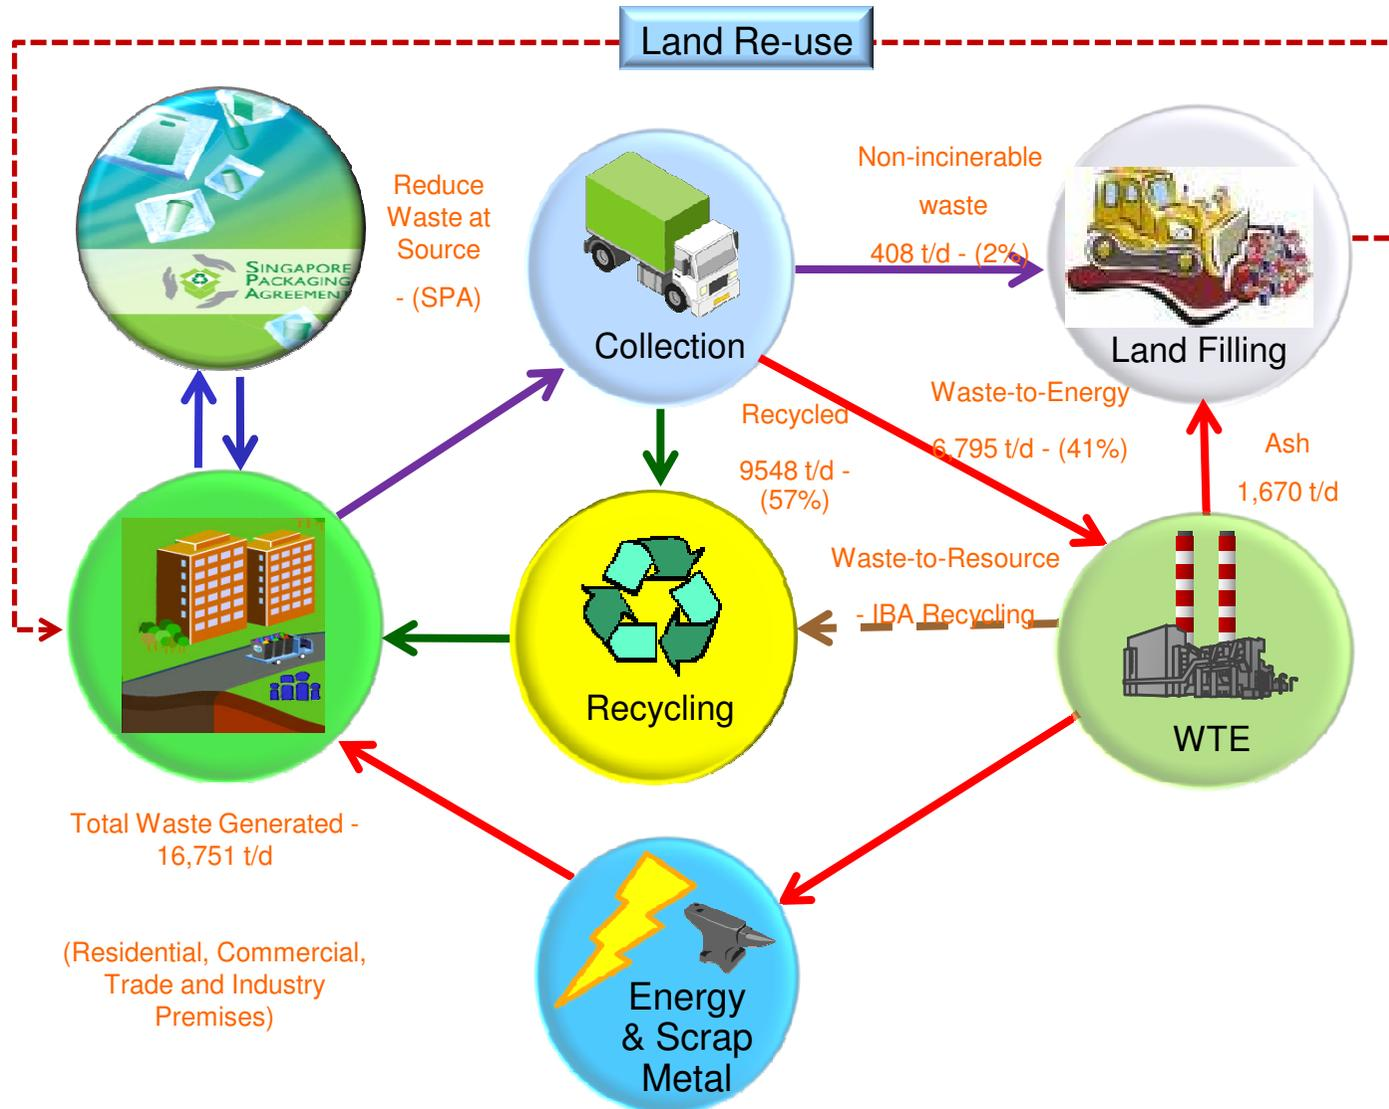 Land Re-use
Reduce
Waste at
Source
- (SPA)
SINGAPORE
PACKAGING
AGREEMENT
Collection
Non-incinerable
waste
408 t/d - (2%)
Land Filling
Recycled
9548 t/d -
(57%)
Waste-to-Energy
6,795 t/d - (41%)
Ash
1,670 t/d
Waste-to-Resource
- IBA Recycling
Recycling
WTE
Total Waste Generated -
16,751 t/d
(Residential, Commercial,
Trade and Industry
Premises)
Energy
& Scrap
Metal